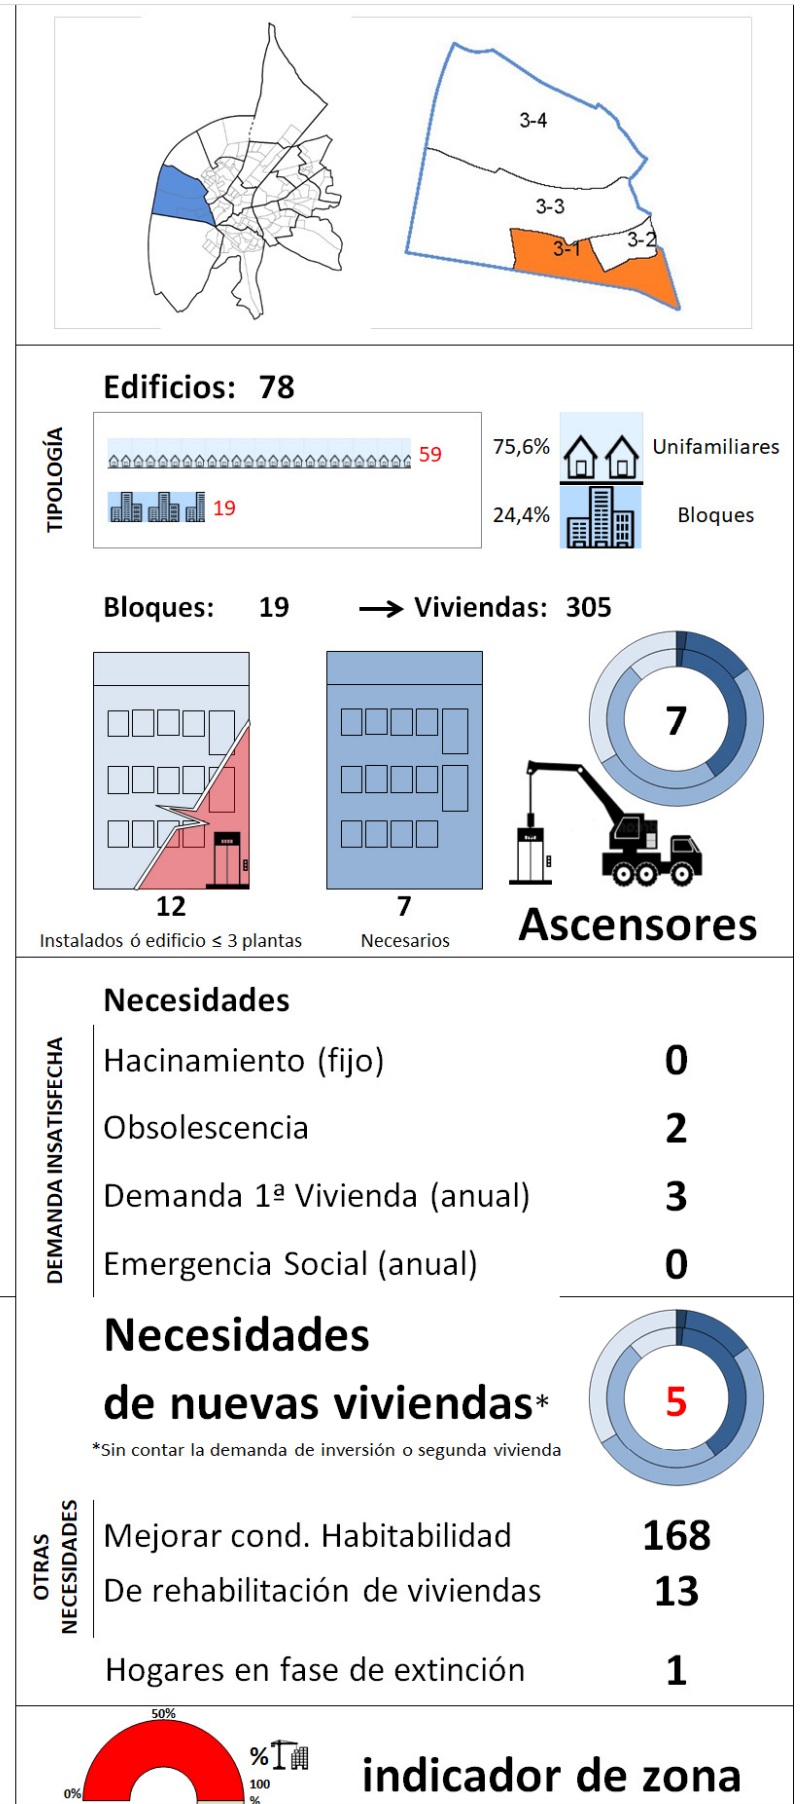 3-4
3-3
3-1
3-2
Edificios: 78
TIPOLOGÍA
59
75,6%
Unifamiliares
19
24,4%
Bloques
Bloques: 19
Viviendas: 305
7
12
7
Instalados ó edificio ≤ 3 plantas
Necesarios
Ascensores
DEMANDA INSATISFECHA
Necesidades
Hacinamiento (fijo) 0
Obsolescencia 2
Demanda 1ª Vivienda (anual) 3
Emergencia Social (anual) 0
Necesidades
de nuevas viviendas*
5
*Sin contar la demanda de inversión o segunda vivienda
OTRAS
NECESIDADES
Mejorar cond. Habitabilidad 168
De rehabilitación de viviendas 13
Hogares en fase de extinción 1
50%
%
0%
100
%
indicador de zona